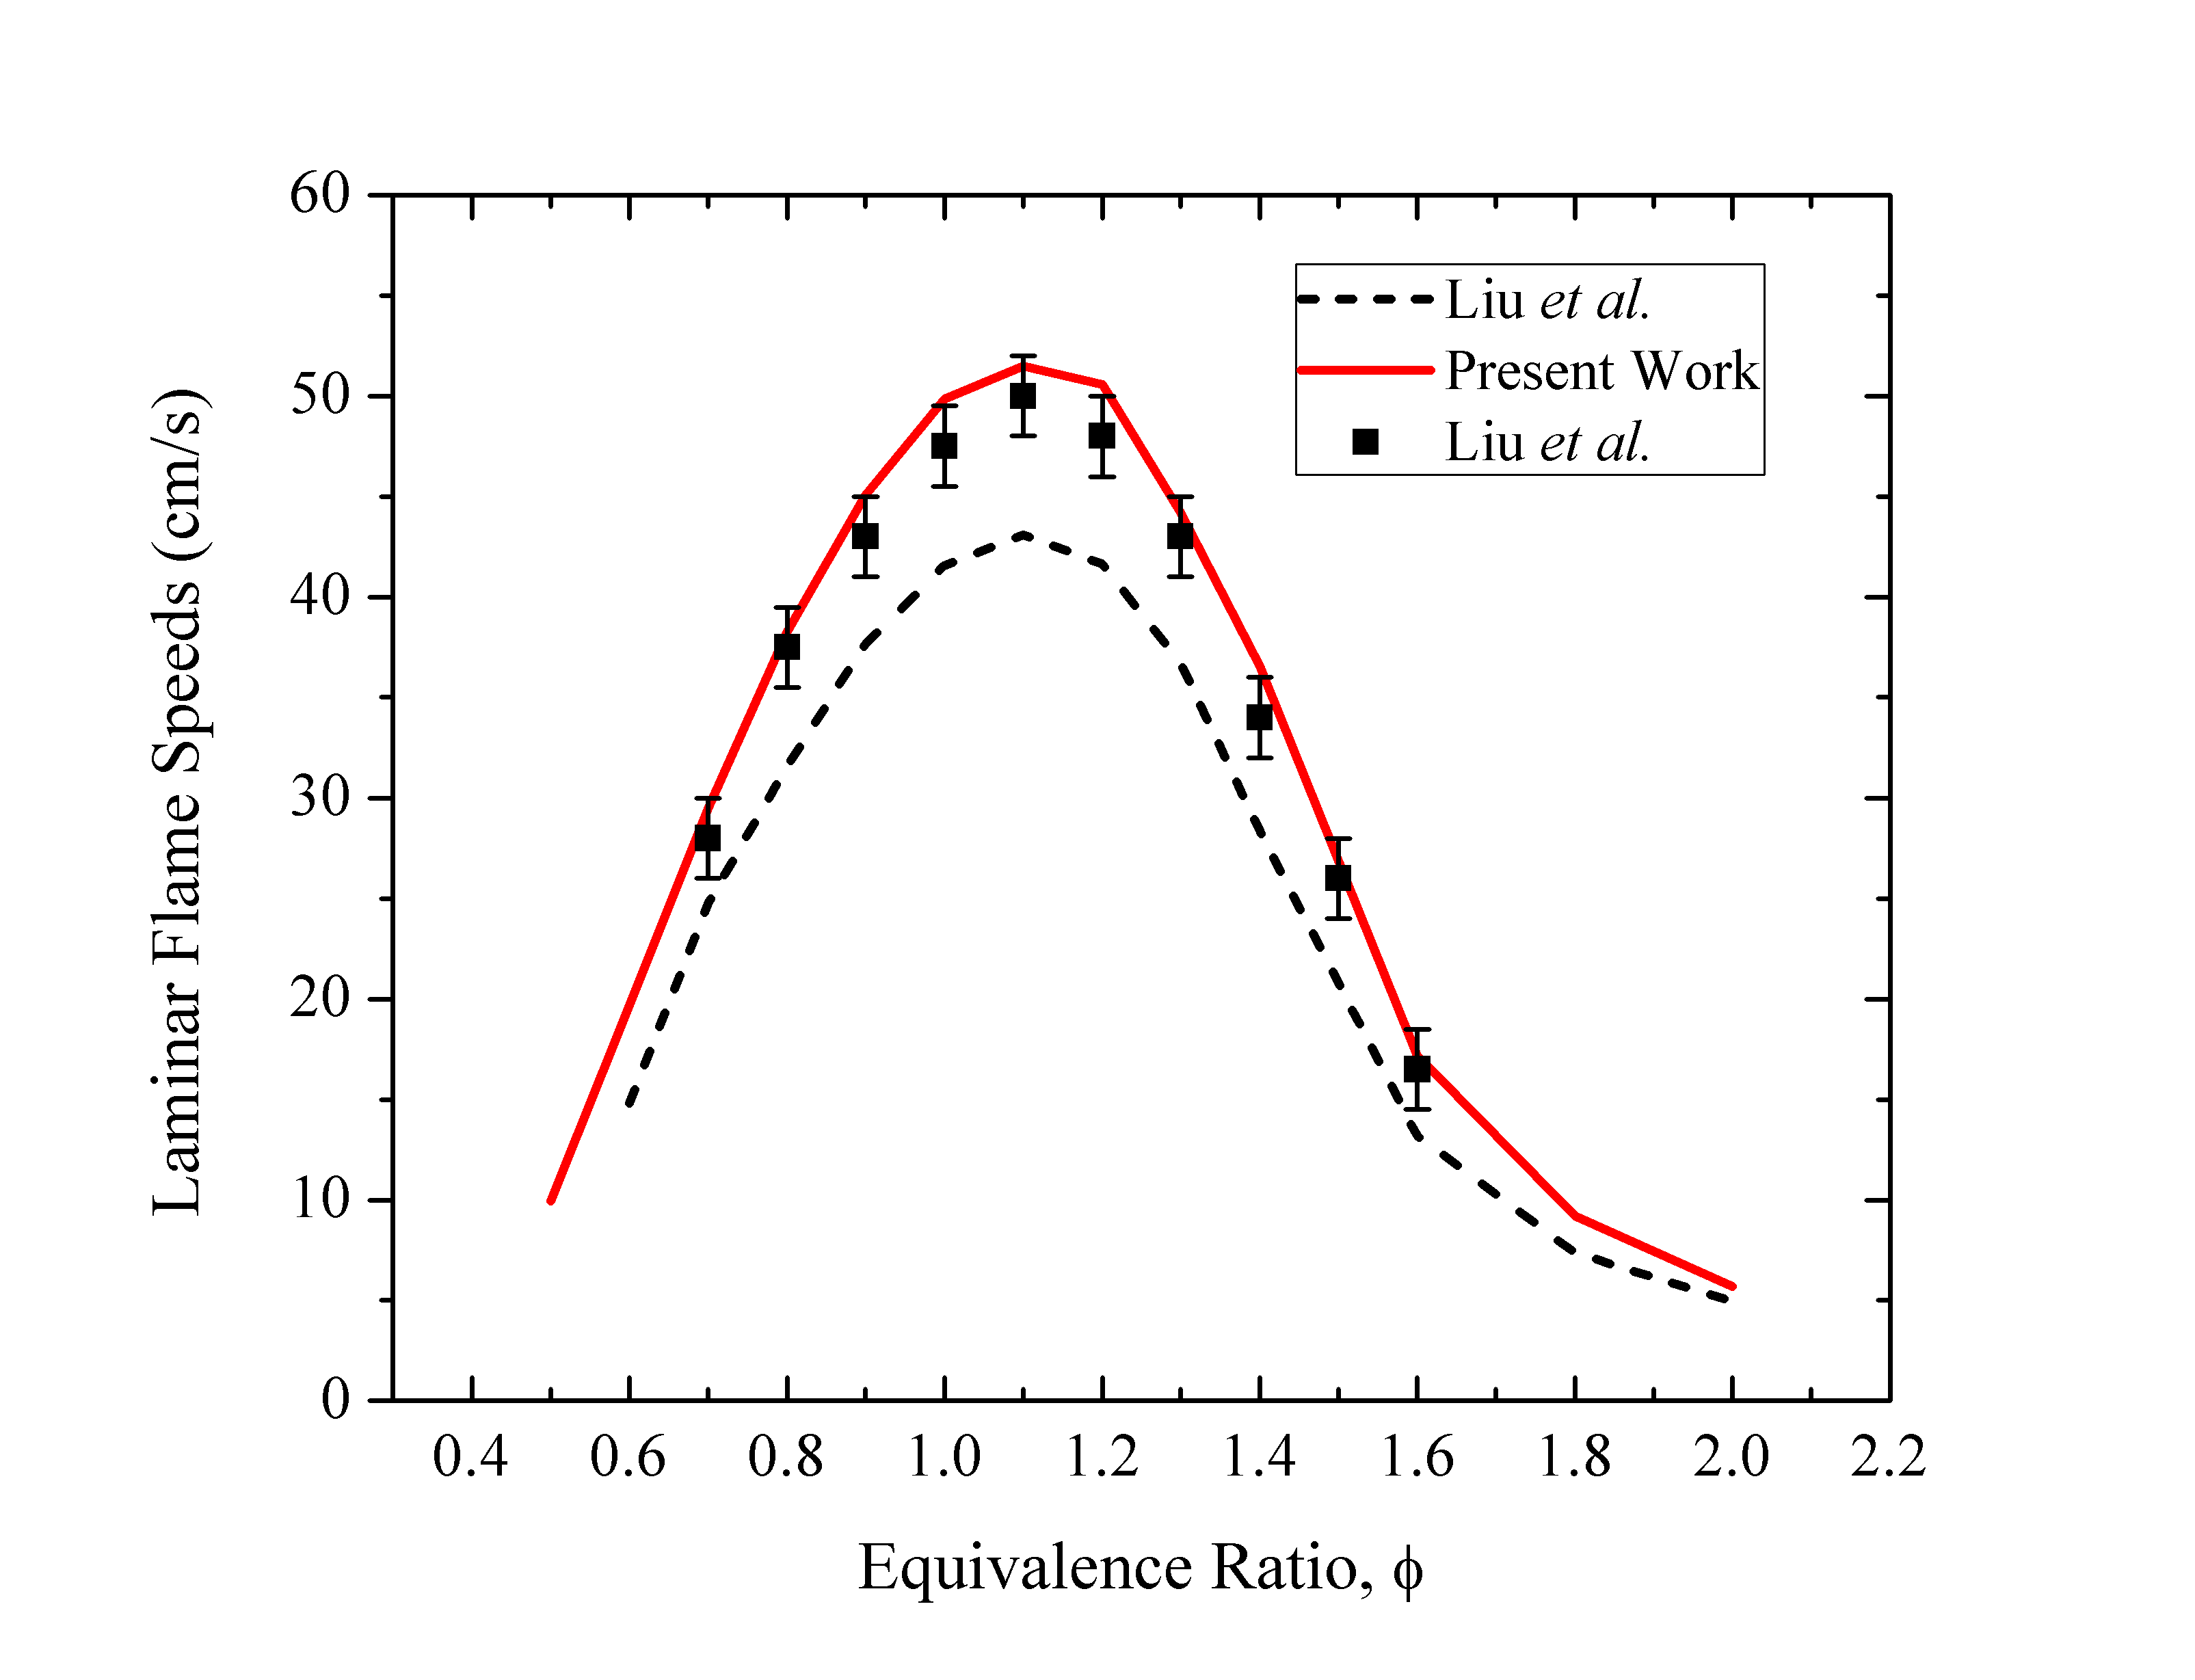 60
50
40
30
20
10
0
Laminar Flame Speeds (cm/s)
Liu et al.
Present Work
Liu et al.
0.4 0.6 0.8 1.0 1.2 1.4 1.6 1.8 2.0 2.2
Equivalence Ratio, ϕ